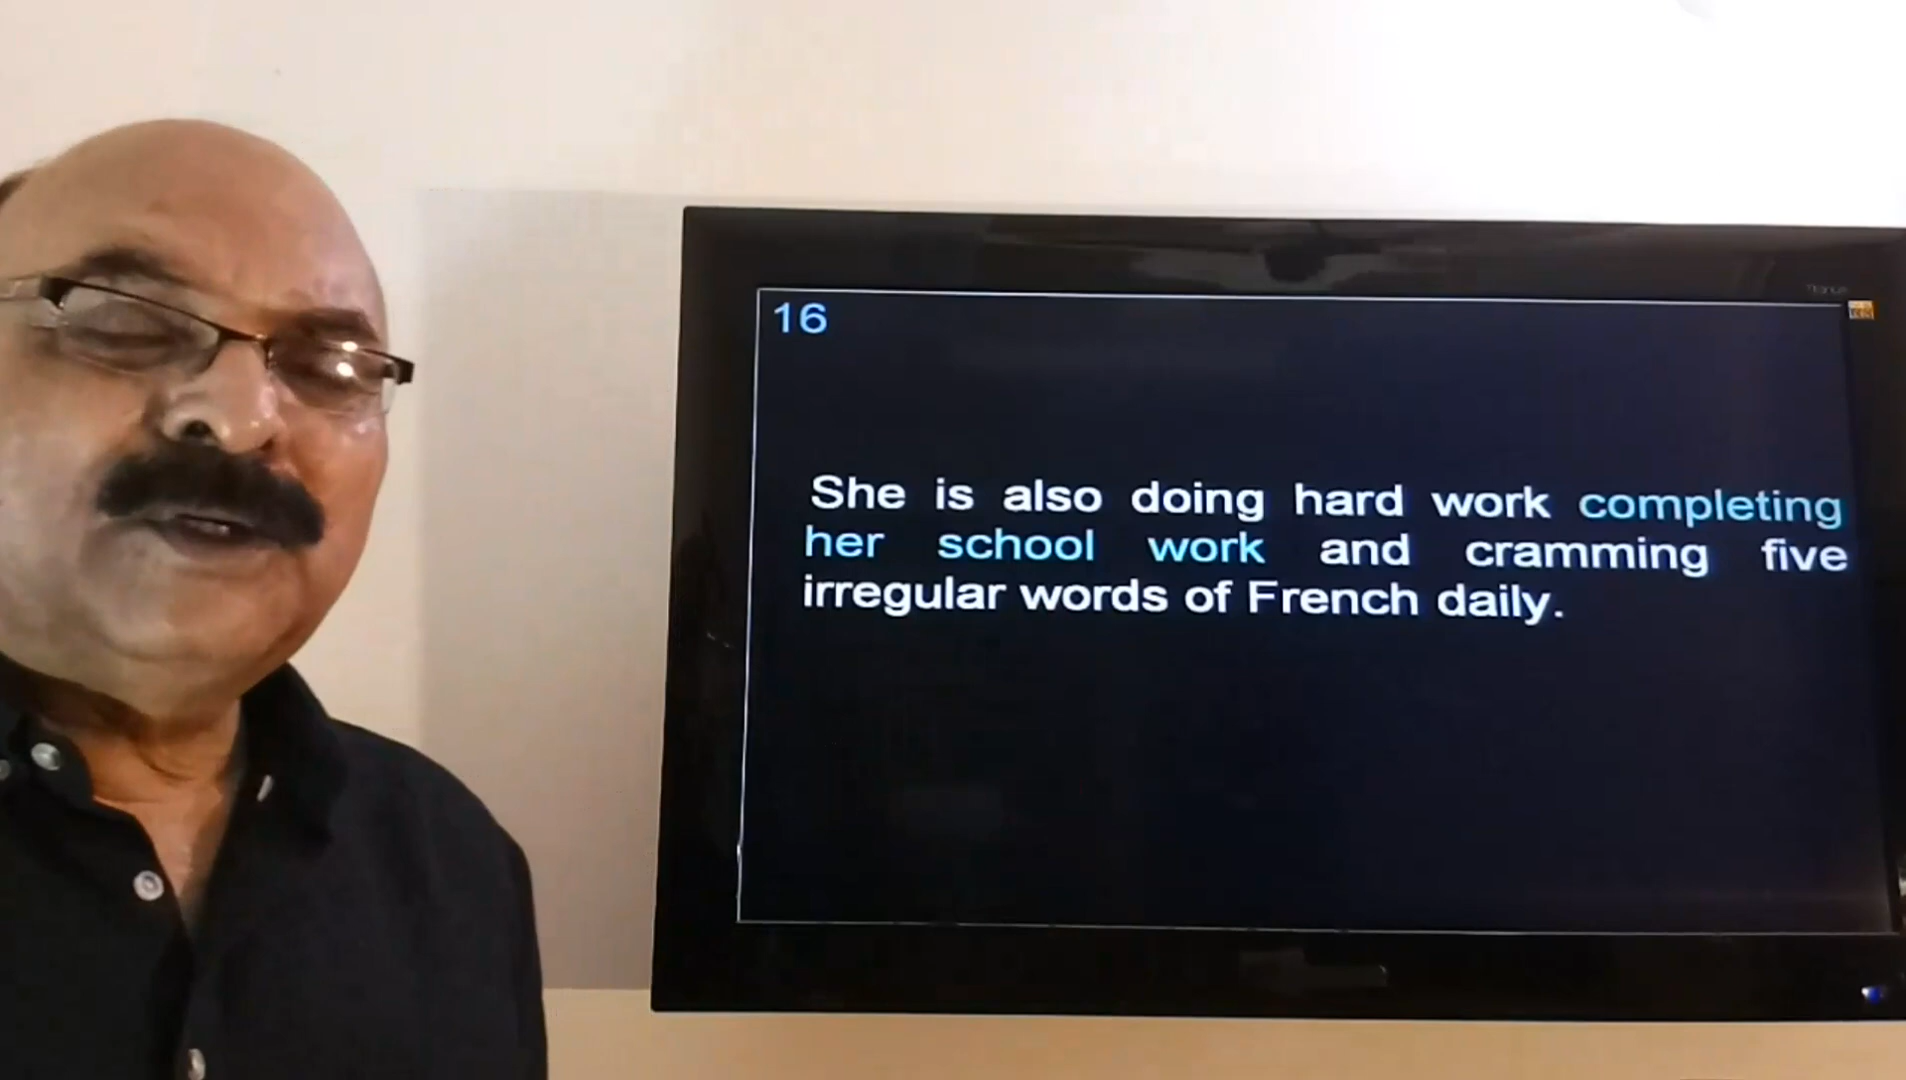 16
She is also doing hard work completing
her school work and cramming five
irregular words of French daily.